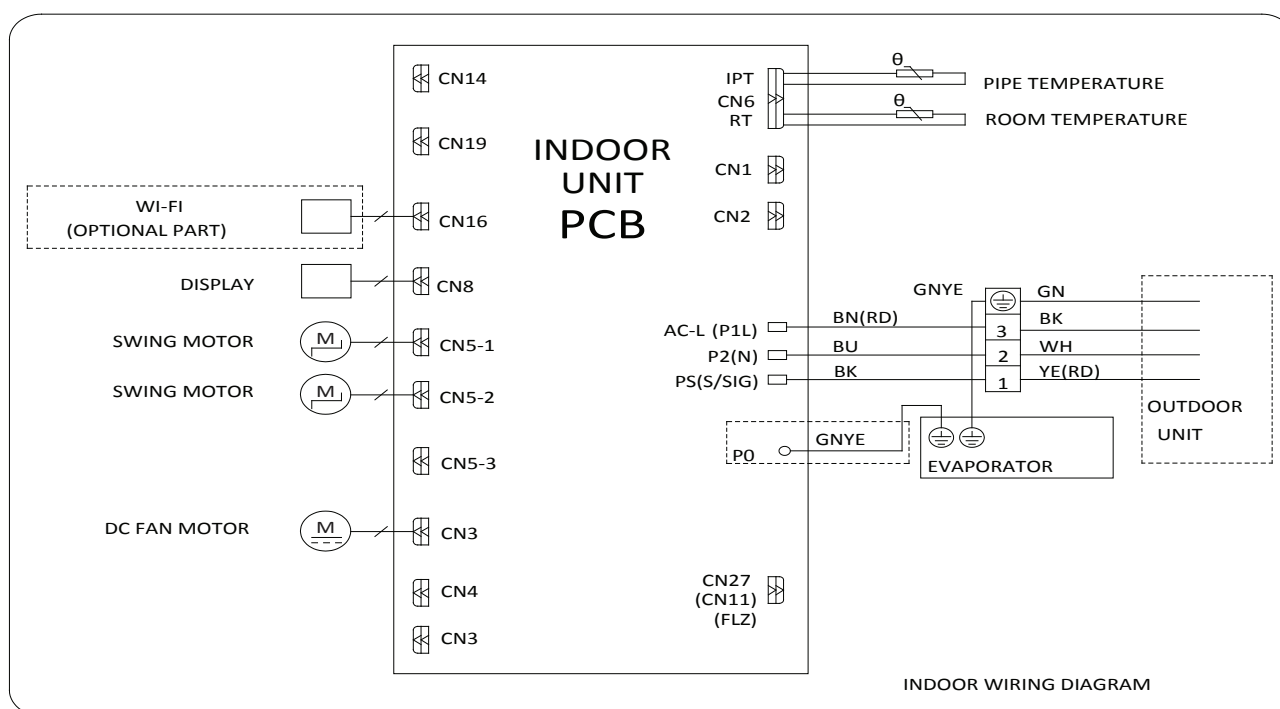 CN14
CN19
WI-FI
(OPTIONAL PART)
CN16
DISPLAY
CN8
SWING MOTOR
M
CN5-1
SWING MOTOR
M
CN5-2
CN5-3
DC FAN MOTOR
M
CN3
CN4
CN3
INDOOR
UNIT
PCB
IPT
CN6
RT
θ
PIPE TEMPERATURE
θ
ROOM TEMPERATURE
CN1
CN2
AC-L (P1L)
P2(N)
PS(S/SIG)
BN(RD)
BU
BK
GNYE
3
2
1
GN
BK
WH
YE(RD)
OUTDOOR
UNIT
P0
GNYE
EVAPORATOR
CN27
(CN11)
(FLZ)
INDOOR WIRING DIAGRAM